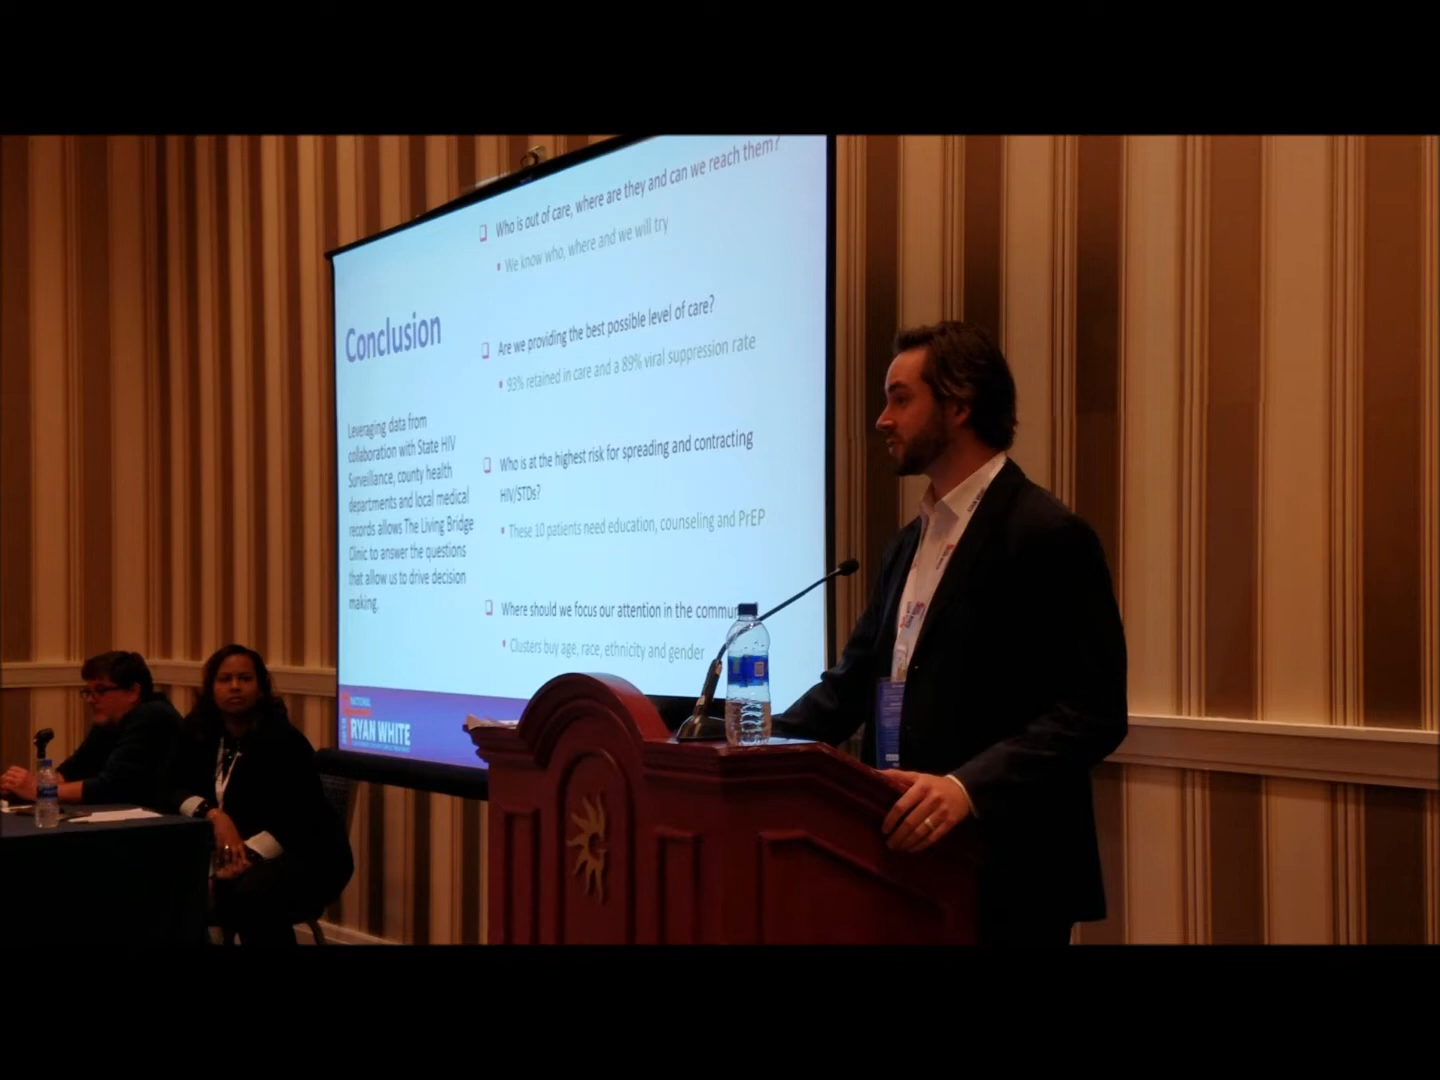 Conclusion
Leveraging data from
collaboration with State HIV
Surveillance, county health
departments and local medical
records allows The Living Bridge
Clinic to answer the questions
that allow us to drive decision
making.
Who is out of care, where are they and can we reach them?
We know who, where and we will try
Are we providing the best possible level of care?
93% retained in care and a 89% viral suppression rate
Who is at the highest risk for spreading and contracting
HIV/STDs?
These 10 patients need education, counseling and PrEP
Where should we focus our attention in the commu
Clusters buy age, race, ethnicity and gender
NATIONAL
RYAN WHITE